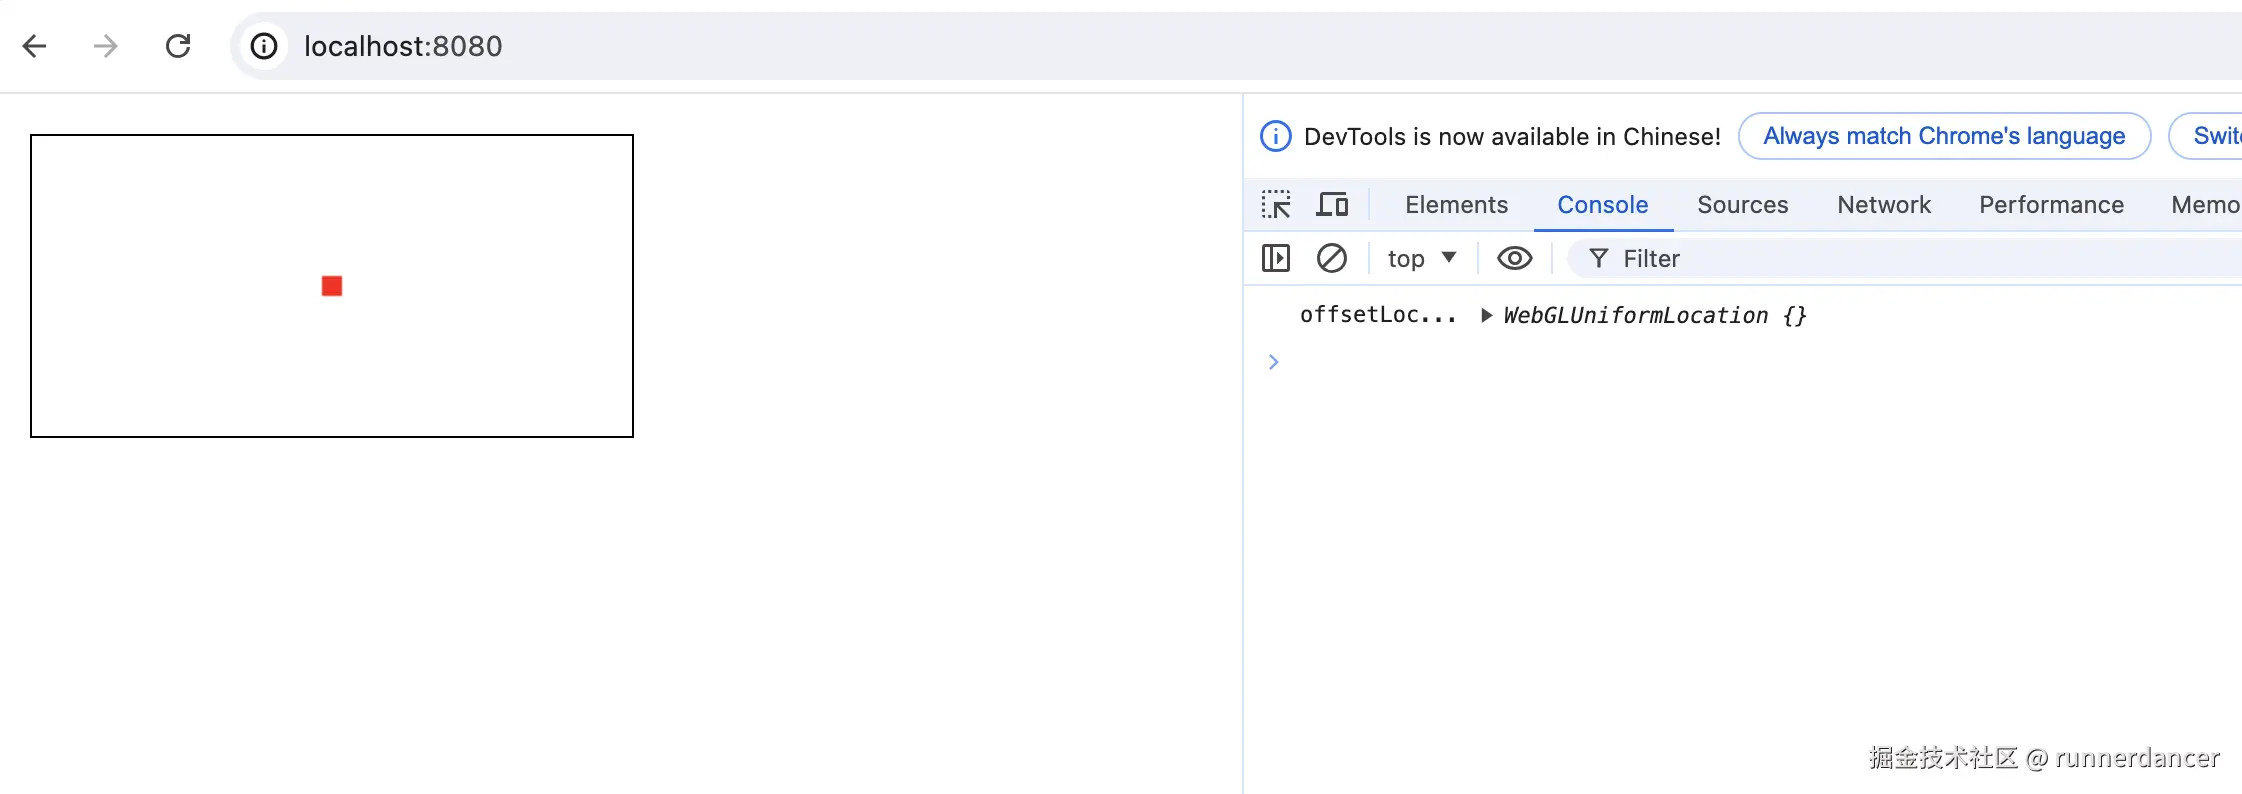 localhost:8080
DevTools is now available in Chinese! Always match Chrome's language Swit
Elements Console Sources Network Performance Memo
top Filter
offsetLoc... WebGLUniformLocation {}
掘金技术社区 @ runnerdancer